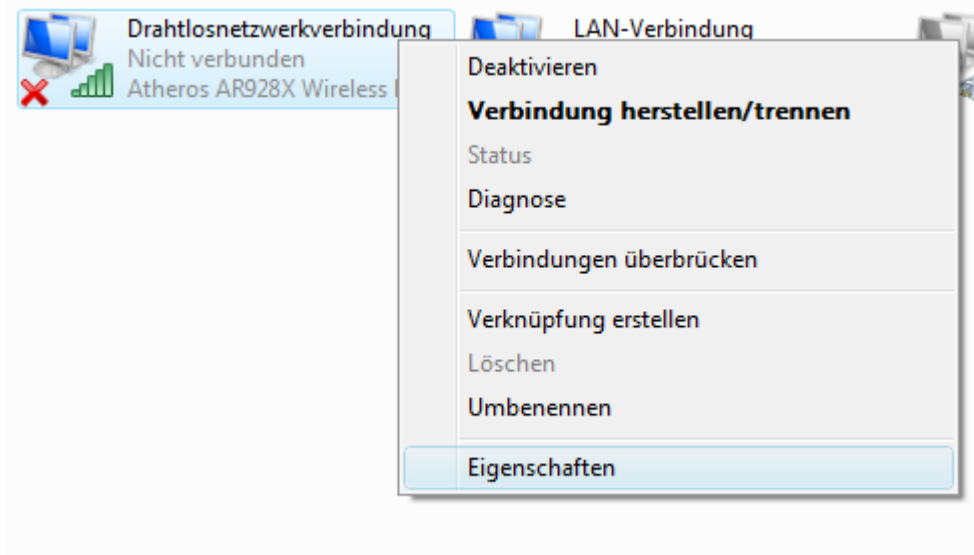 Drahtlosnetzwerkverbindung
Nicht verbunden
Atheros AR928X Wireless
LAN-Verbindung
Deaktivieren
Verbindung herstellen/trennen
Status
Diagnose
Verbindungen überbrücken
Verknüpfung erstellen
Löschen
Umbenennen
Eigenschaften